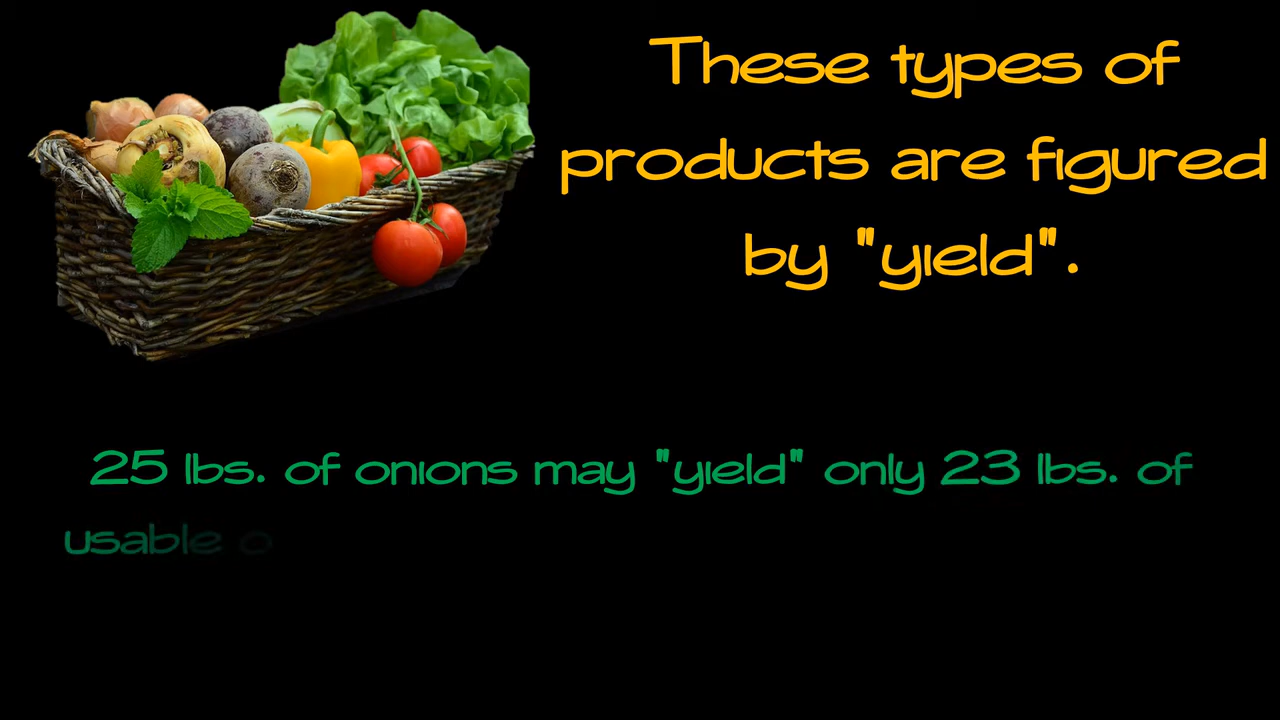 These types of
products are figured
by "yield".
25 lbs. of onions may "yield" only 23 lbs. of
usable